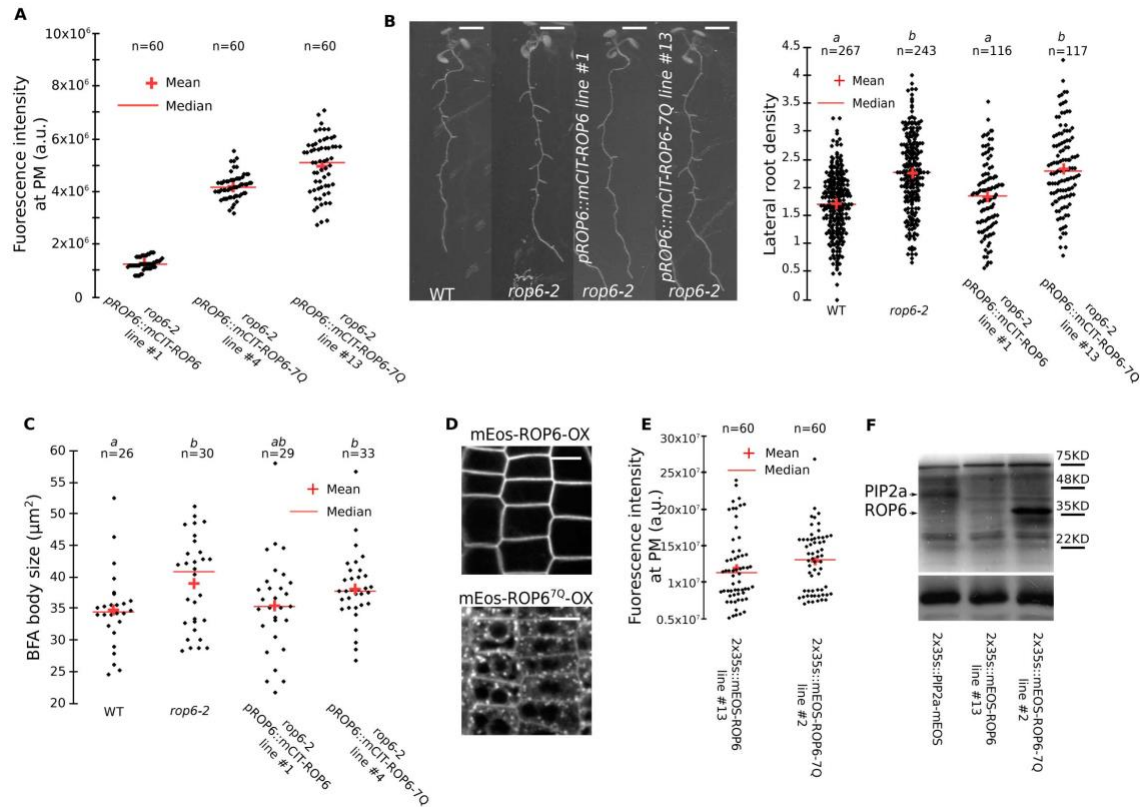 A
Fuorescence intensity
at PM (a.u.)
10x10⁶
8x10⁶
6x10⁶
4x10⁶
2x10⁶
0
n=60
n=60
n=60
Mean
Median
rop6-2
pROP6::mCIT-ROP6
line #1
rop6-2
pROP6::mCIT-ROP6-7Q
line #4
rop6-2
pROP6::mCIT-ROP6-7Q
line #13
B
WT
rop6-2
pROP6::mCIT-ROP6 line #1
rop6-2
pROP6::mCIT-ROP6-7Q line #13
rop6-2
Lateral root density
4.5
4
3.5
3
2.5
2
1.5
1
0.5
0
a
n=267
b
n=243
a
n=116
b
n=117
Mean
Median
WT
rop6-2
rop6-2
pROP6::mCIT-ROP6
line #1
rop6-2
pROP6::mCIT-ROP6-7Q
line #13
C
BFA body size (µm²)
60
55
50
45
40
35
30
25
20
a
n=26
b
n=30
ab
n=29
b
n=33
Mean
Median
WT
rop6-2
rop6-2
pROP6::mCIT-ROP6
line #1
rop6-2
pROP6::mCIT-ROP6-7Q
line #4
D
mEos-ROP6-OX
mEos-ROP6⁷Q-OX
E
Fuorescence intensity
at PM (a.u.)
30x10⁷
25x10⁷
20x10⁷
15x10⁷
1x10⁷
0.5x10⁷
n=60
n=60
Mean
Median
2x35s::mEOS-ROP6
line #13
2x35s::mEOS-ROP6-7Q
line #2
F
PIP2a
ROP6
75KD
48KD
35KD
22KD
2x35s::PIP2a-mEOS
2x35s::mEOS-ROP6
line #13
2x35s::mEOS-ROP6-7Q
line #2